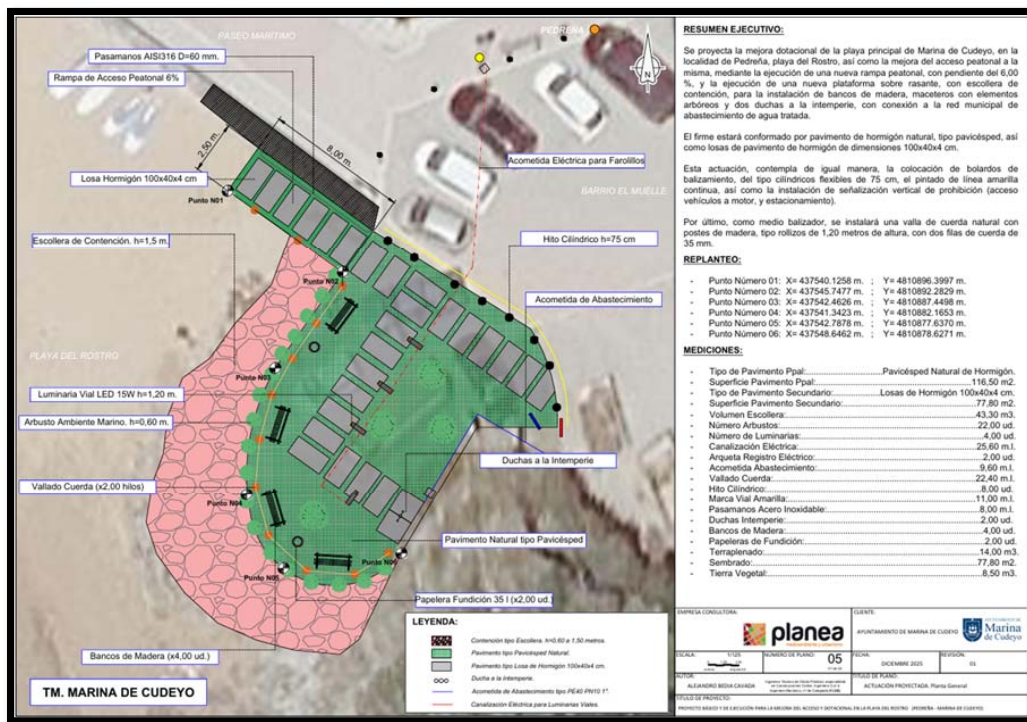 PASEO MARÍTIMO
PEDREÑA
Pasamanos AISI316 D=60 mm.
Rampa de Acceso Peatonal 6%
N
2,50 m.
8,00 m.
Acometida Eléctrica para Farolillos
Losa Hormigón 100x40x4 cm
BARRIO EL MUELLE
Punto N01
Escollera de Contención. h=1,5 m.
Hito Cilíndrico h=75 cm
Punto N02
Acometida de Abastecimiento
PLAYA DEL ROSTRO
Punto N03
Luminaria Vial LED 15W h=1,20 m.
Arbusto Ambiente Marino. h=0,60 m.
Duchas a la Intemperie
Vallado Cuerda (x2,00 hilos)
Punto N04
Pavimento Natural tipo Pavicésped
Punto N06
Punto N05
Papelera Fundición 35 l (x2,00 ud.)
Bancos de Madera (x4,00 ud.)
TM. MARINA DE CUDEYO
LEYENDA:
Contención tipo Escollera. h=0,60 a 1,50 metros.
Pavimento tipo Pavicésped Natural.
Pavimento tipo Losa de Hormigón 100x40x4 cm.
Ducha a la Intemperie.
Acometida de Abastecimiento tipo PE40 PN10 1".
Canalización Eléctrica para Luminarias Viales.
RESUMEN EJECUTIVO:
Se proyecta la mejora dotacional de la playa principal de Marina de Cudeyo, en la
localidad de Pedreña, playa del Rostro, así como la mejora del acceso peatonal a la
misma, mediante la ejecución de una nueva rampa peatonal, con pendiente del 6,00
%, y la ejecución de una nueva plataforma sobre rasante, con escollera de
contención, para la instalación de bancos de madera, maceteros con elementos
arbóreos y dos duchas a la intemperie, con conexión a la red municipal de
abastecimiento de agua tratada.
El firme estará conformado por pavimento de hormigón natural, tipo pavicésped, así
como losas de pavimento de hormigón de dimensiones 100x40x4 cm.
Esta actuación, contempla de igual manera, la colocación de bolardos de
balizamiento, del tipo cilíndricos flexibles de 75 cm, el pintado de línea amarilla
continua, así como la instalación de señalización vertical de prohibición (acceso
vehículos a motor, y estacionamiento).
Por último, como medio balizador, se instalará una valla de cuerda natural con
postes de madera, tipo rollizos de 1,20 metros de altura, con dos filas de cuerda de
35 mm.
REPLANTEO:
- Punto Número 01: X= 437540.1258 m. ; Y= 4810896.3997 m.
- Punto Número 02: X= 437545.7477 m. ; Y= 4810892.2829 m.
- Punto Número 03: X= 437542.4626 m. ; Y= 4810887.4498 m.
- Punto Número 04: X= 437541.3423 m. ; Y= 4810882.1653 m.
- Punto Número 05: X= 437542.7878 m. ; Y= 4810877.6370 m.
- Punto Número 06: X= 437548.6462 m. ; Y= 4810878.6271 m.
MEDICIONES:
- Tipo de Pavimento Ppal:.....Pavicésped Natural de Hormigón.
- Superficie Pavimento Ppal:.....116,50 m2.
- Tipo de Pavimento Secundario:.....Losas de Hormigón 100x40x4 cm.
- Superficie Pavimento Secundario:.....77,80 m2.
- Volumen Escollera:.....43,30 m3.
- Número Arbustos:.....22,00 ud.
- Número de Luminarias:.....4,00 ud.
- Canalización Eléctrica:.....25,60 m.l.
- Arqueta Registro Eléctrico:.....2,00 ud.
- Acometida Abastecimiento:.....9,60 m.l.
- Vallado Cuerda:.....22,40 m.l.
- Hito Cilíndrico:.....8,00 ud.
- Marca Vial Amarilla:.....11,00 m.l.
- Pasamanos Acero Inoxidable:.....8,00 m.l.
- Duchas Intemperie:.....2,00 ud.
- Bancos de Madera:.....4,00 ud.
- Papeleras de Fundición:.....2,00 ud.
- Terraplenado:.....14,00 m3.
- Sembrado:.....77,80 m2.
- Tierra Vegetal:.....8,50 m3.
EMPRESA CONSULTORA:
planea
CLIENTE:
AYUNTAMIENTO DE MARINA DE CUDEYO
Marina
de Cudeyo
ESCALA:
1/125
NÚMERO DE PLANO:
05
FECHA:
DICIEMBRE 2025
REVISIÓN:
01
AUTOR:
ALEJANDRO BEDIA CAVIADA
TÍTULO DE PLANO:
ACTUACIÓN PROYECTADA: Planta General
TÍTULO DE PROYECTO:
PROYECTO BÁSICO Y DE EJECUCIÓN PARA LA MEJORA DEL ACCESO Y DOTACIONAL EN LA PLAYA DEL ROSTRO (PEDREÑA - MARINA DE CUDEYO)